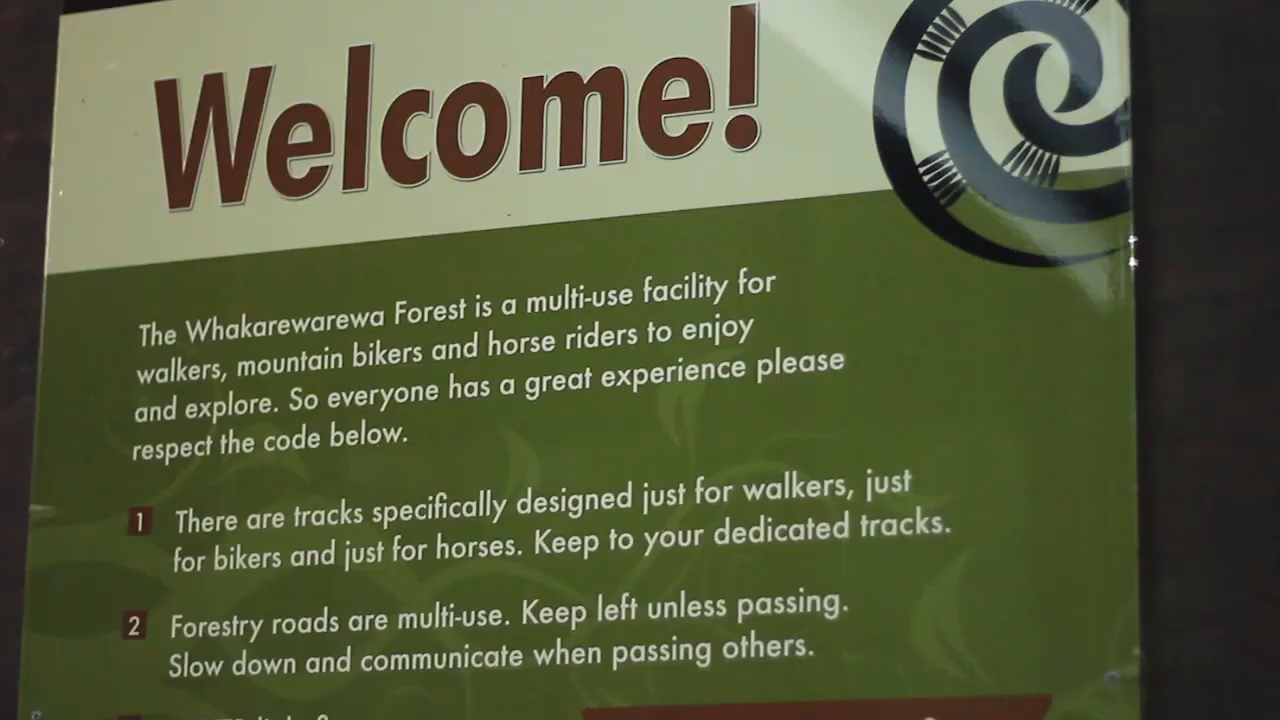 Welcome!
The Whakarewarewa Forest is a multi-use facility for
walkers, mountain bikers and horse riders to enjoy
and explore. So everyone has a great experience please
respect the code below.
1 There are tracks specifically designed just for walkers, just
for bikers and just for horses. Keep to your dedicated tracks.
2 Forestry roads are multi-use. Keep left unless passing.
Slow down and communicate when passing others.